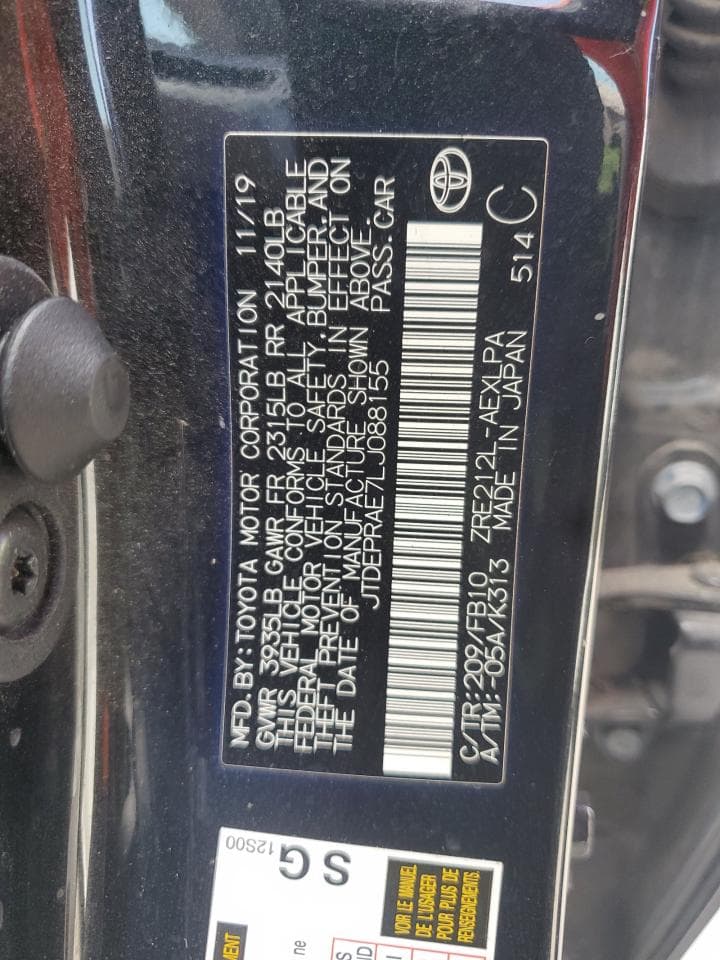 MFD. BY: TOYOTA MOTOR CORPORATION 11/19
GVWR 3935LB GAWR FR 2315LB RR 2140LB
THIS VEHICLE CONFORMS TO ALL APPLICABLE
FEDERAL MOTOR VEHICLE SAFETY, BUMPER, AND
THEFT PREVENTION STANDARDS IN EFFECT ON
THE DATE OF MANUFACTURE SHOWN ABOVE.
JTDEPRAE7LJ088155 PASS. CAR
C/TR: 209/FB10 ZRE212L-AEXLPA
A/TM: -05A/K313 MADE IN JAPAN 514 C
12S00
S G
VOIR LE MANUEL
DE L'USAGER
POUR PLUS DE
RENSEIGNEMENTS